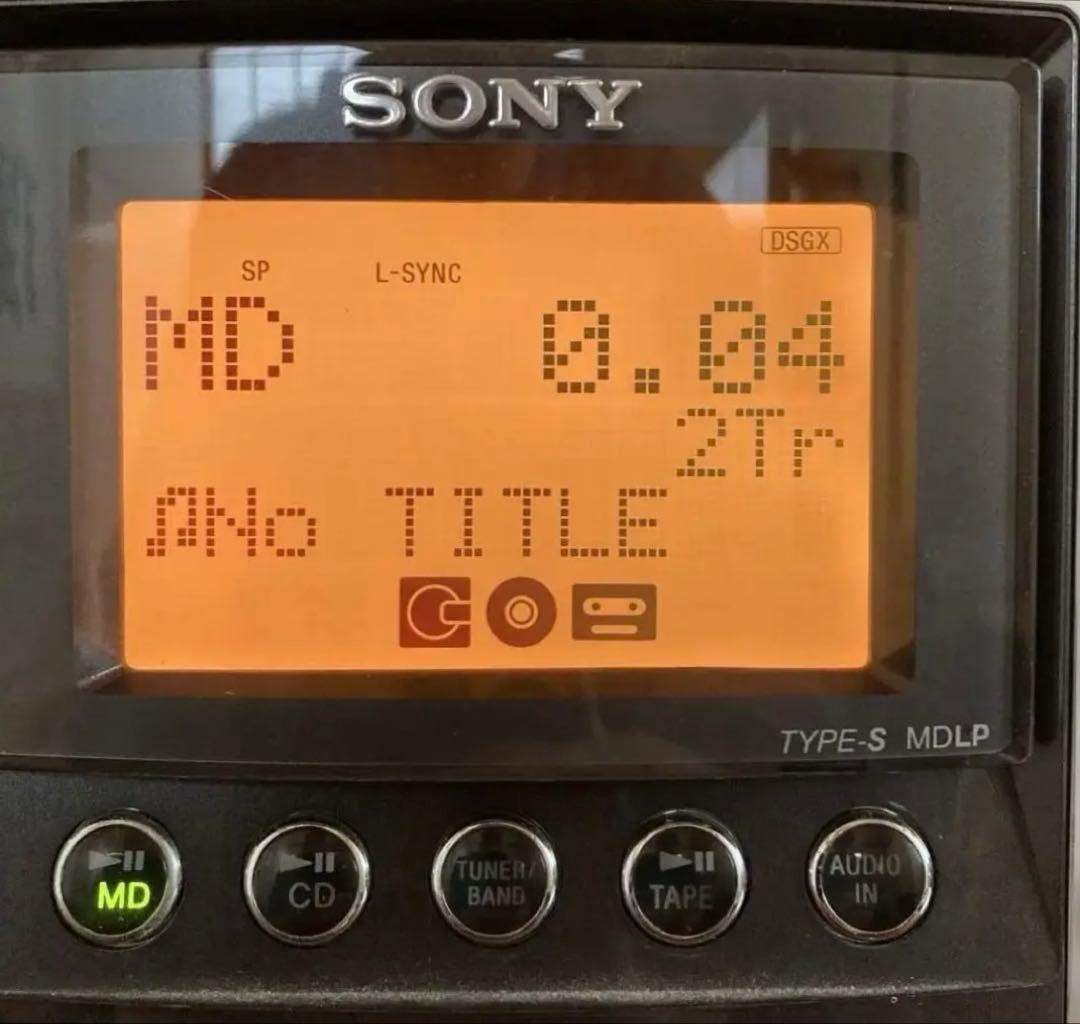 SONY
DSGX
SP L-SYNC
MD 0.04
2Tr
♫No TITLE
TYPE-S MDLP
MD
CD
TUNER/
BAND
TAPE
AUDIO
IN